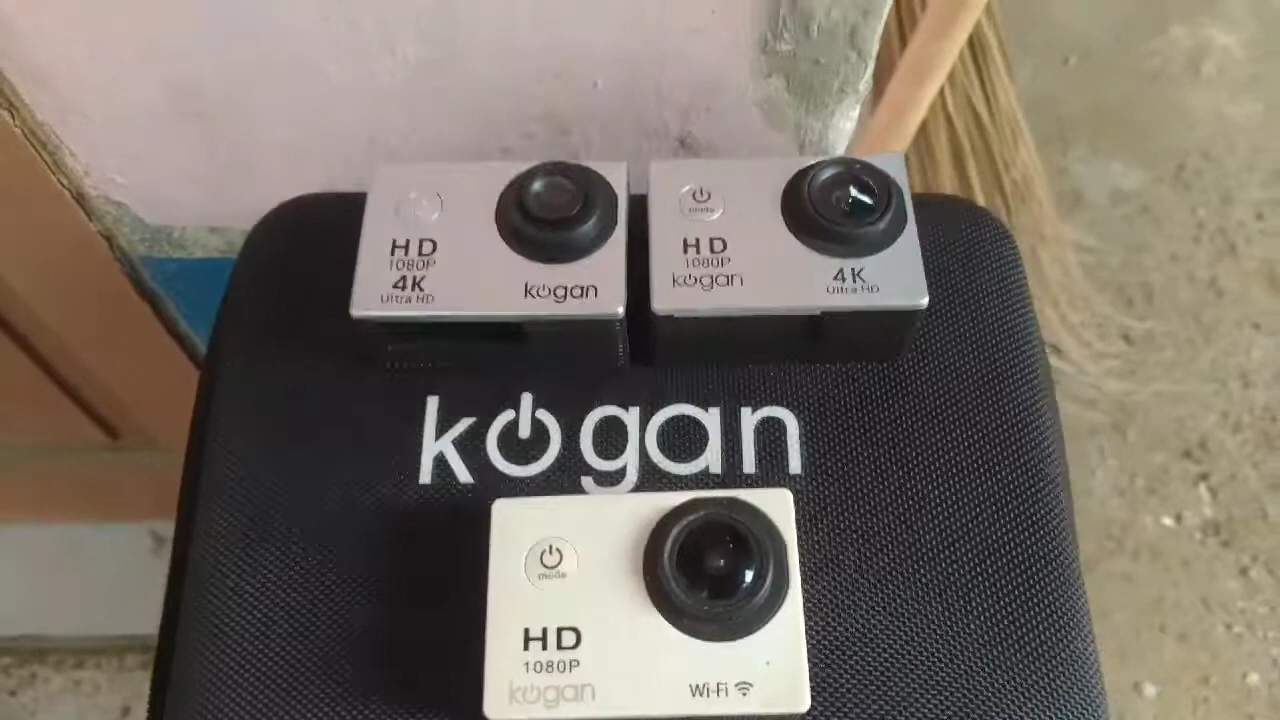 HD
1080P
4K
Ultra HD
kogan
mode
HD
1080P
kogan
4K
Ultra HD
kogan
mode
HD
1080P
kogan
Wi-Fi